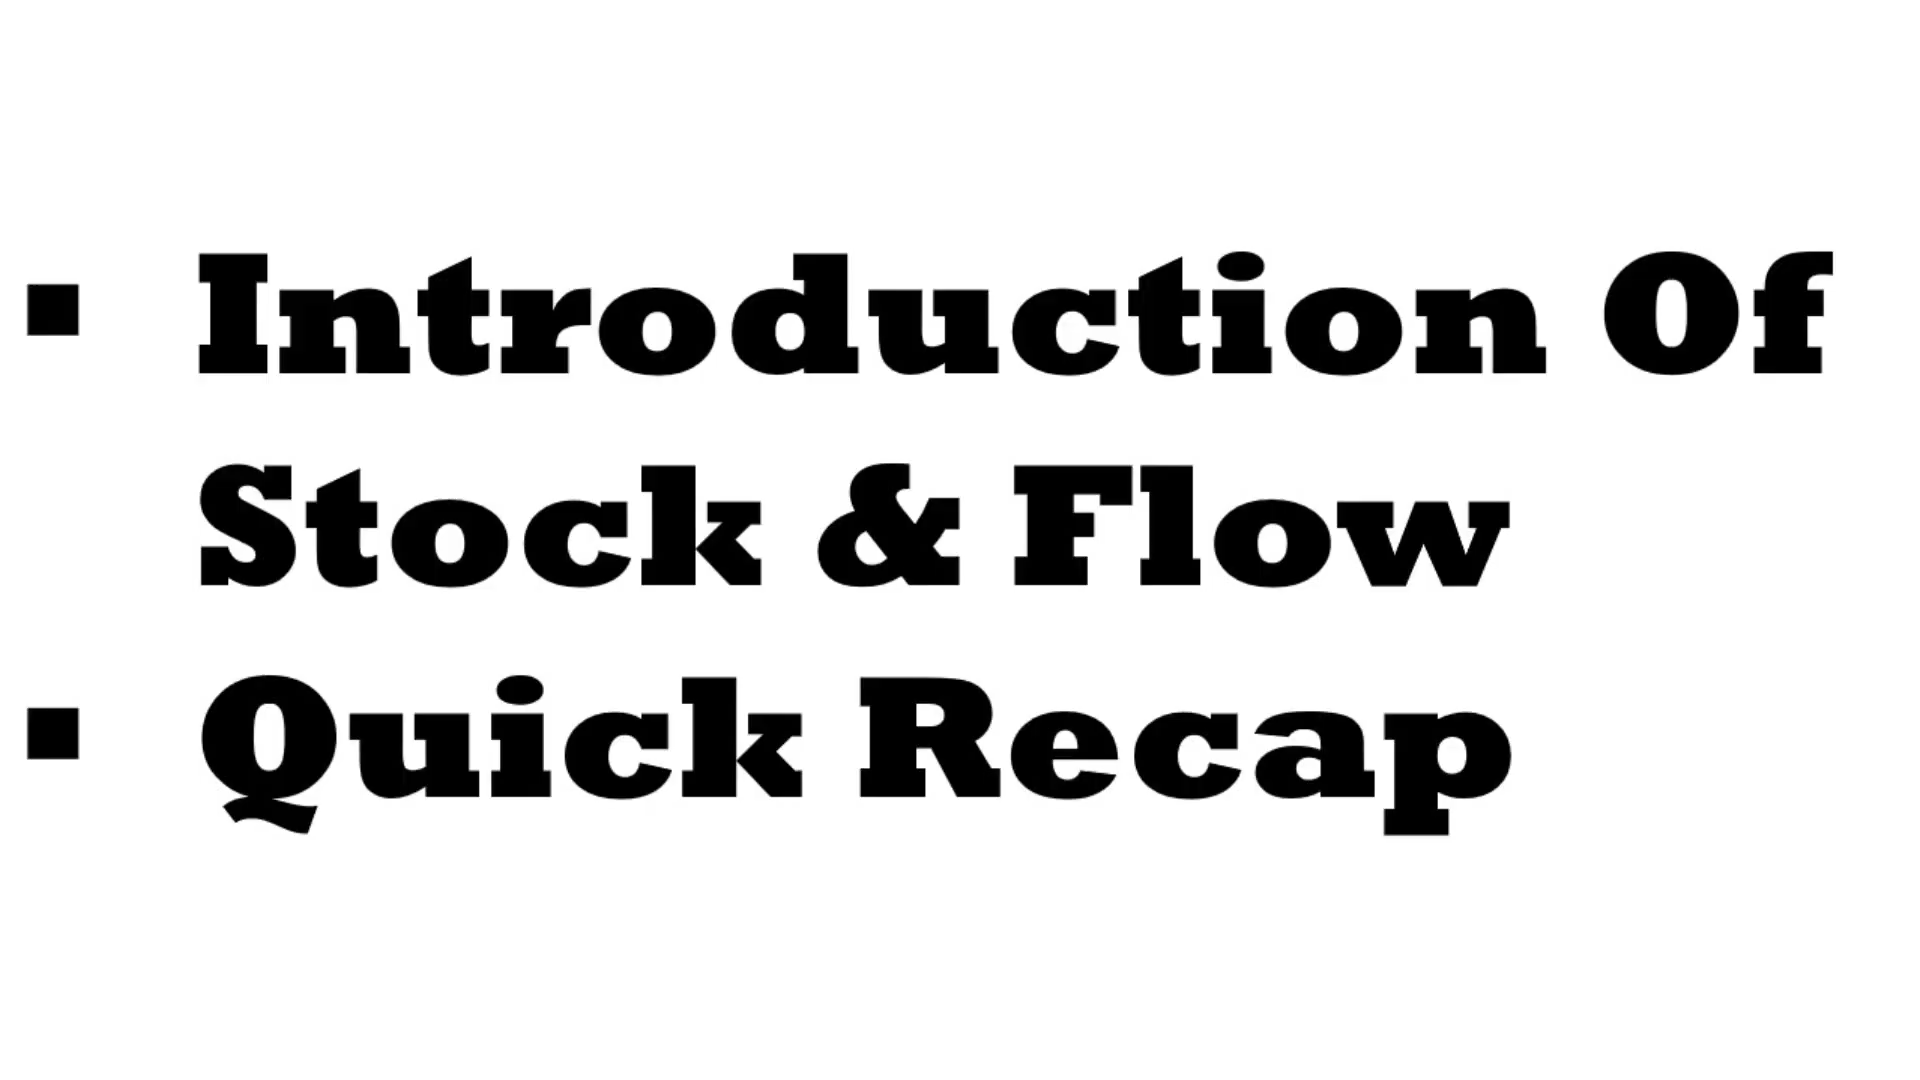 ▪ Introduction Of
Stock & Flow
▪ Quick Recap